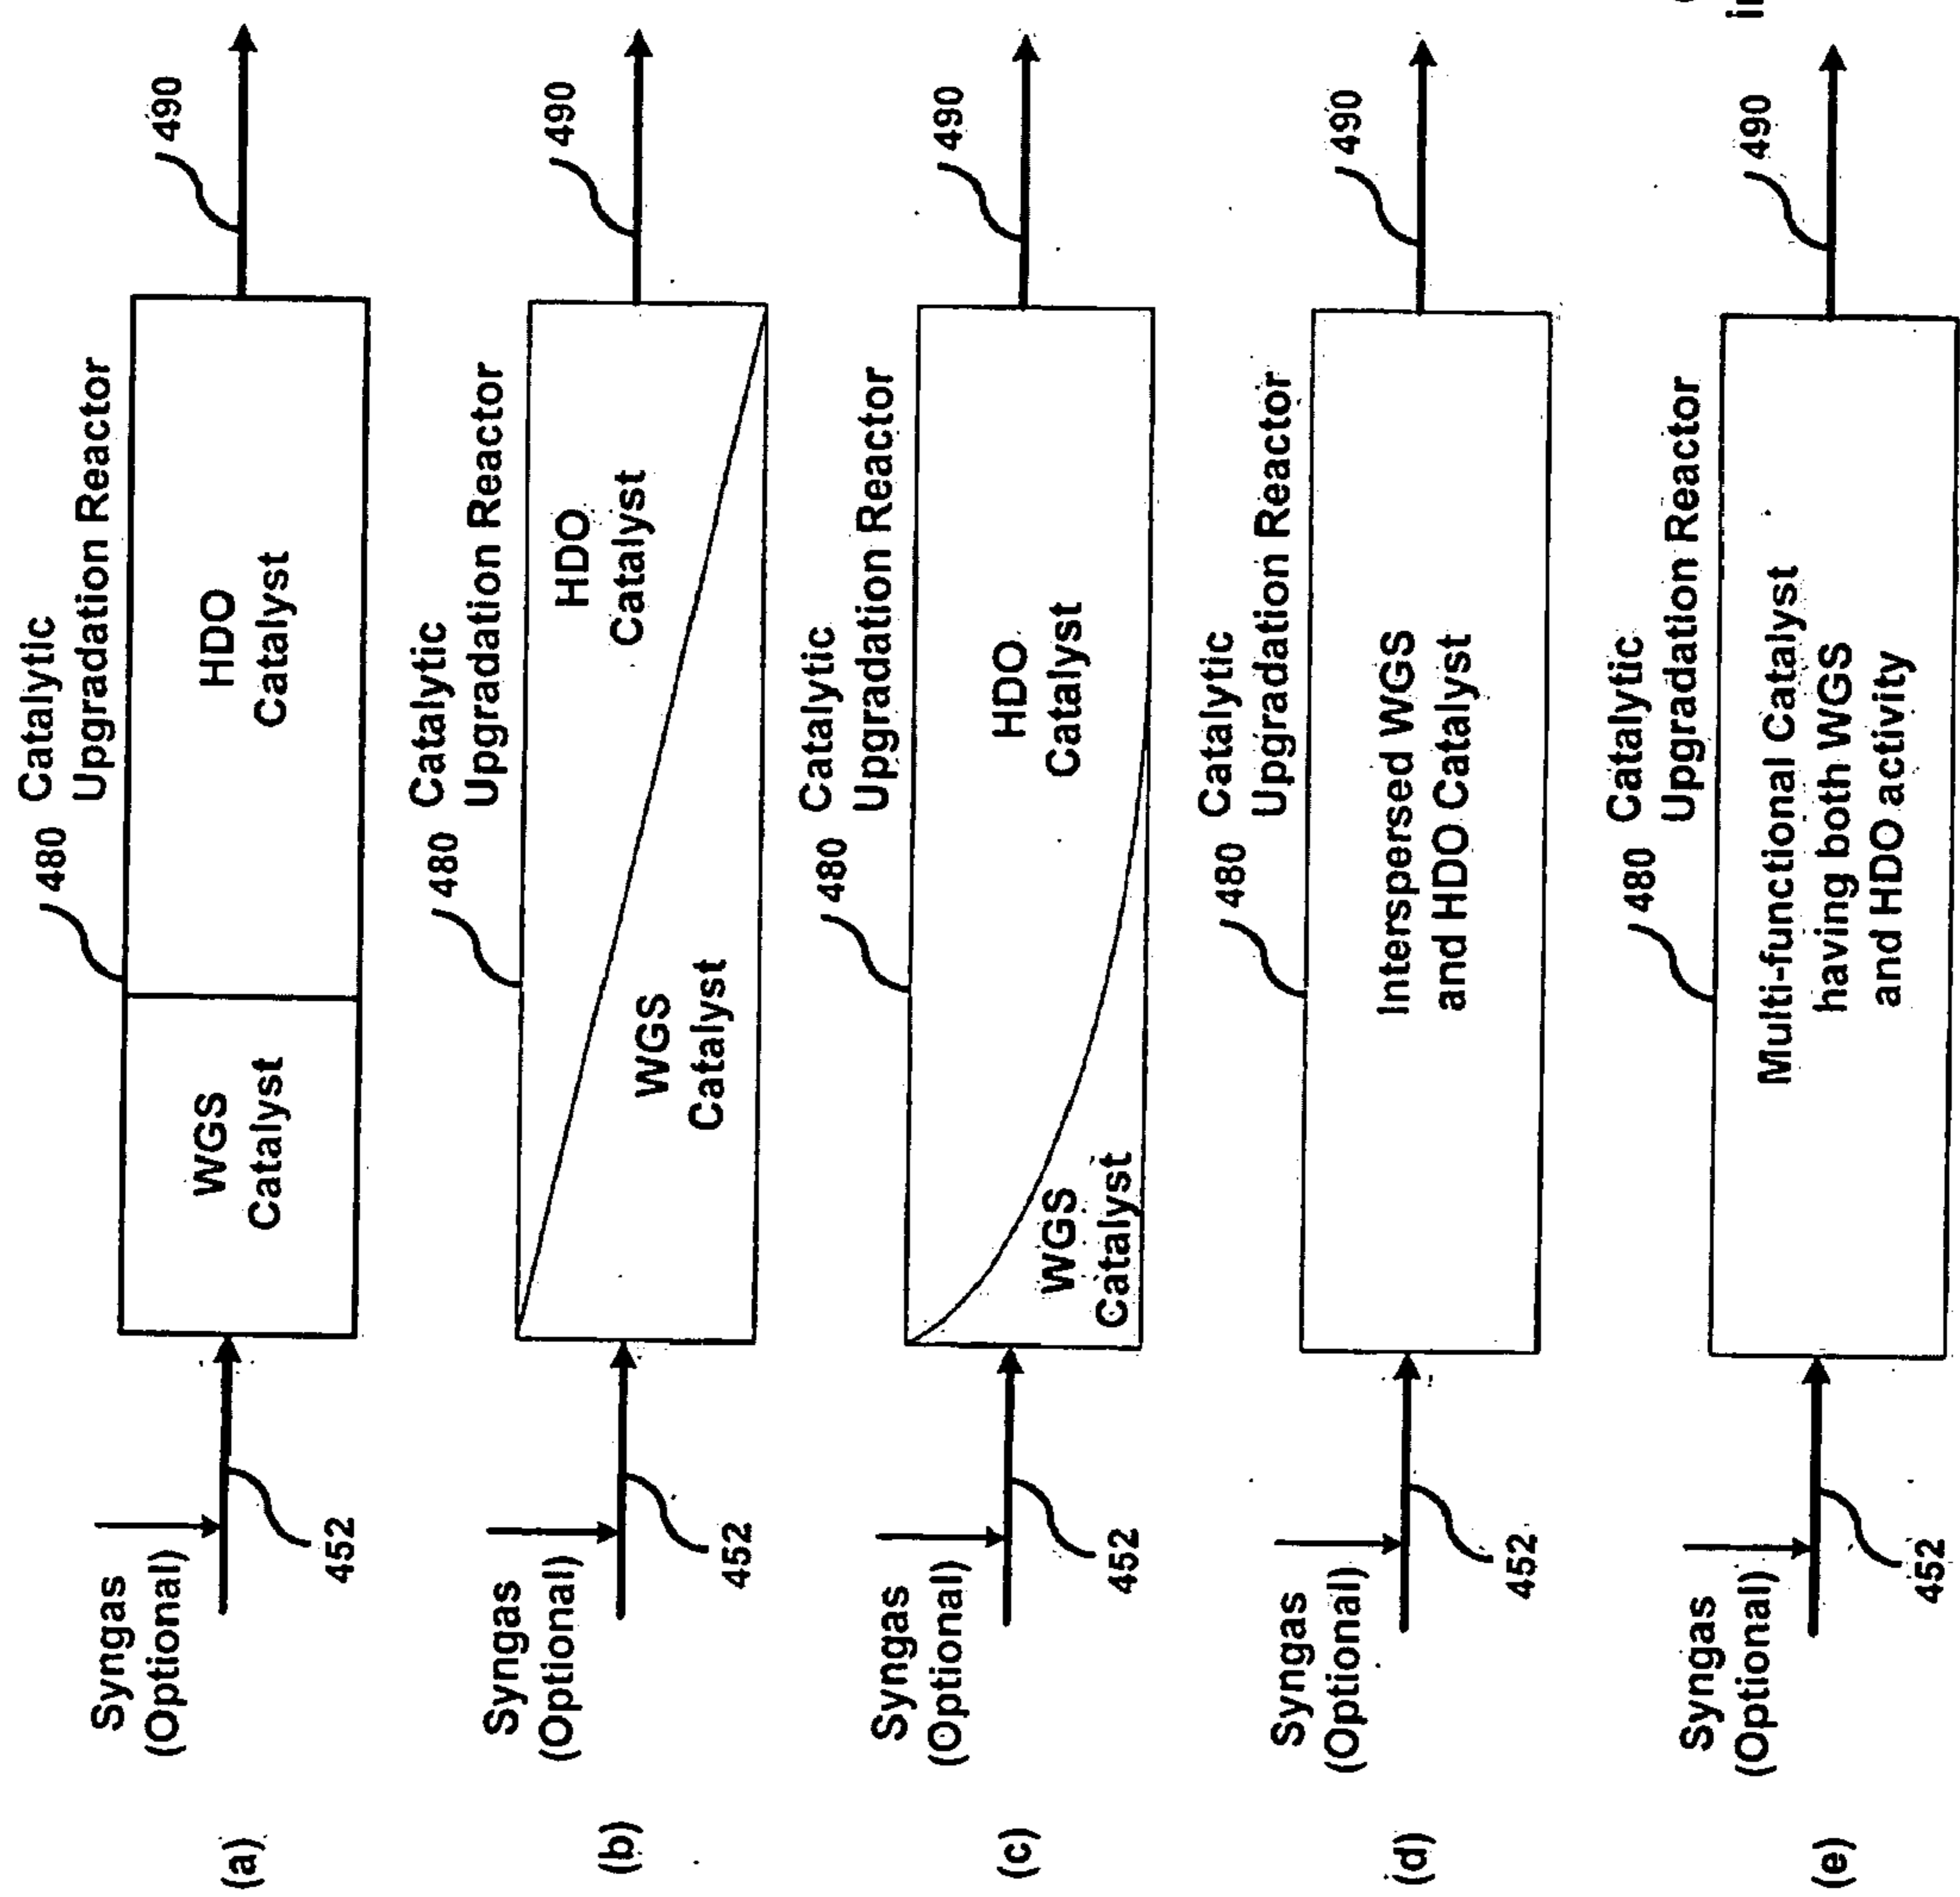 (a)
Syngas
(Optional)
452
480
Catalytic
Upgradation Reactor
WGS
Catalyst
HDO
Catalyst
490
(b)
Syngas
(Optional)
452
480
Catalytic
Upgradation Reactor
WGS
Catalyst
HDO
Catalyst
490
(c)
Syngas
(Optional)
452
480
Catalytic
Upgradation Reactor
WGS
Catalyst
HDO
Catalyst
490
(d)
Syngas
(Optional)
452
480
Catalytic
Upgradation Reactor
Interspersed WGS
and HDO Catalyst
490
(e)
Syngas
(Optional)
452
480
Catalytic
Upgradation Reactor
Multi-functional Catalyst
having both WGS
and HDO activity
490